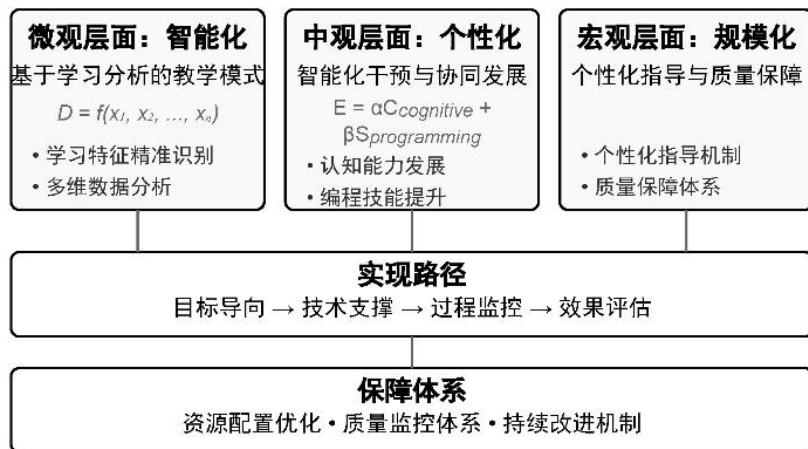 微观层面：智能化
基于学习分析的教学模式
D = f(x₁, x₂, ..., xₙ)
• 学习特征精准识别
• 多维数据分析
中观层面：个性化
智能化干预与协同发展
E = αCcognitive +
βSprogramming
• 认知能力发展
• 编程技能提升
宏观层面：规模化
个性化指导与质量保障
• 个性化指导机制
• 质量保障体系
实现路径
目标导向 → 技术支撑 → 过程监控 → 效果评估
保障体系
资源配置优化 • 质量监控体系 • 持续改进机制